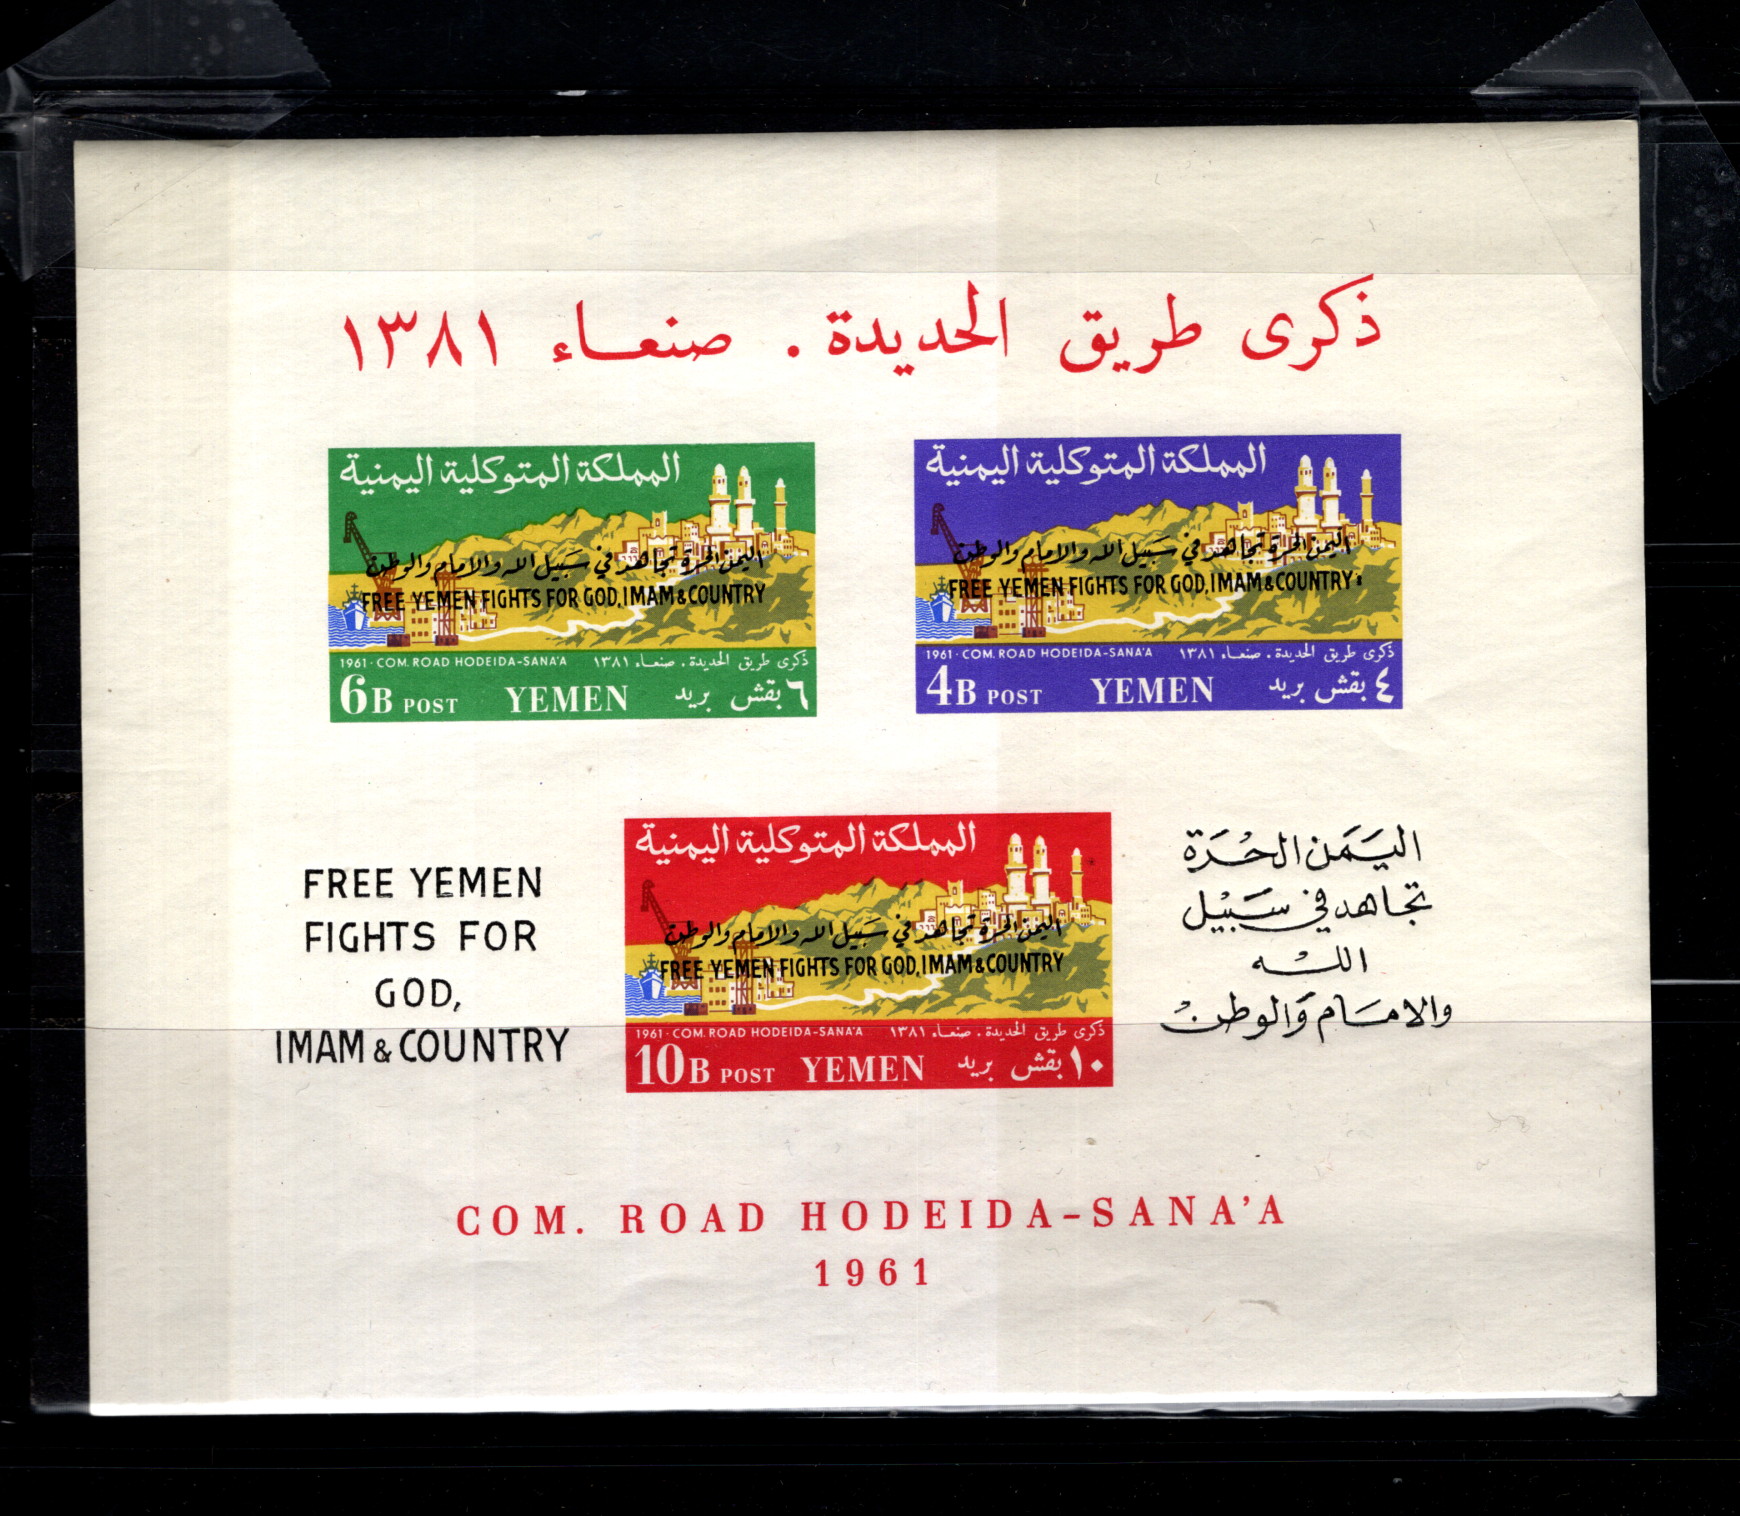 ذكرى طريق الحديدة . صنعاء ١٣٨١
المملكة المتوكلية اليمنية
اليمن الحرة تجاهد في سبيل الله والامام والوطن
FREE YEMEN FIGHTS FOR GOD, IMAM & COUNTRY
1961 · COM. ROAD HODEIDA-SANA'A ذكرى طريق الحديدة . صنعاء ١٣٨١
6B POST YEMEN ٦ بقش بريد
المملكة المتوكلية اليمنية
اليمن الحرة تجاهد في سبيل الله والامام والوطن
FREE YEMEN FIGHTS FOR GOD, IMAM & COUNTRY
1961 · COM. ROAD HODEIDA-SANA'A ذكرى طريق الحديدة . صنعاء ١٣٨١
4B POST YEMEN ٤ بقش بريد
FREE YEMEN
FIGHTS FOR
GOD,
IMAM & COUNTRY
المملكة المتوكلية اليمنية
اليمن الحرة تجاهد في سبيل الله والامام والوطن
FREE YEMEN FIGHTS FOR GOD, IMAM & COUNTRY
1961 · COM. ROAD HODEIDA-SANA'A ذكرى طريق الحديدة . صنعاء ١٣٨١
10B POST YEMEN ١٠ بقش بريد
اليَمَن الحُرَة
تجاهد في سَبيْل
اللّٰه
والامام وَالوطنْ
COM. ROAD HODEIDA-SANA'A
1961